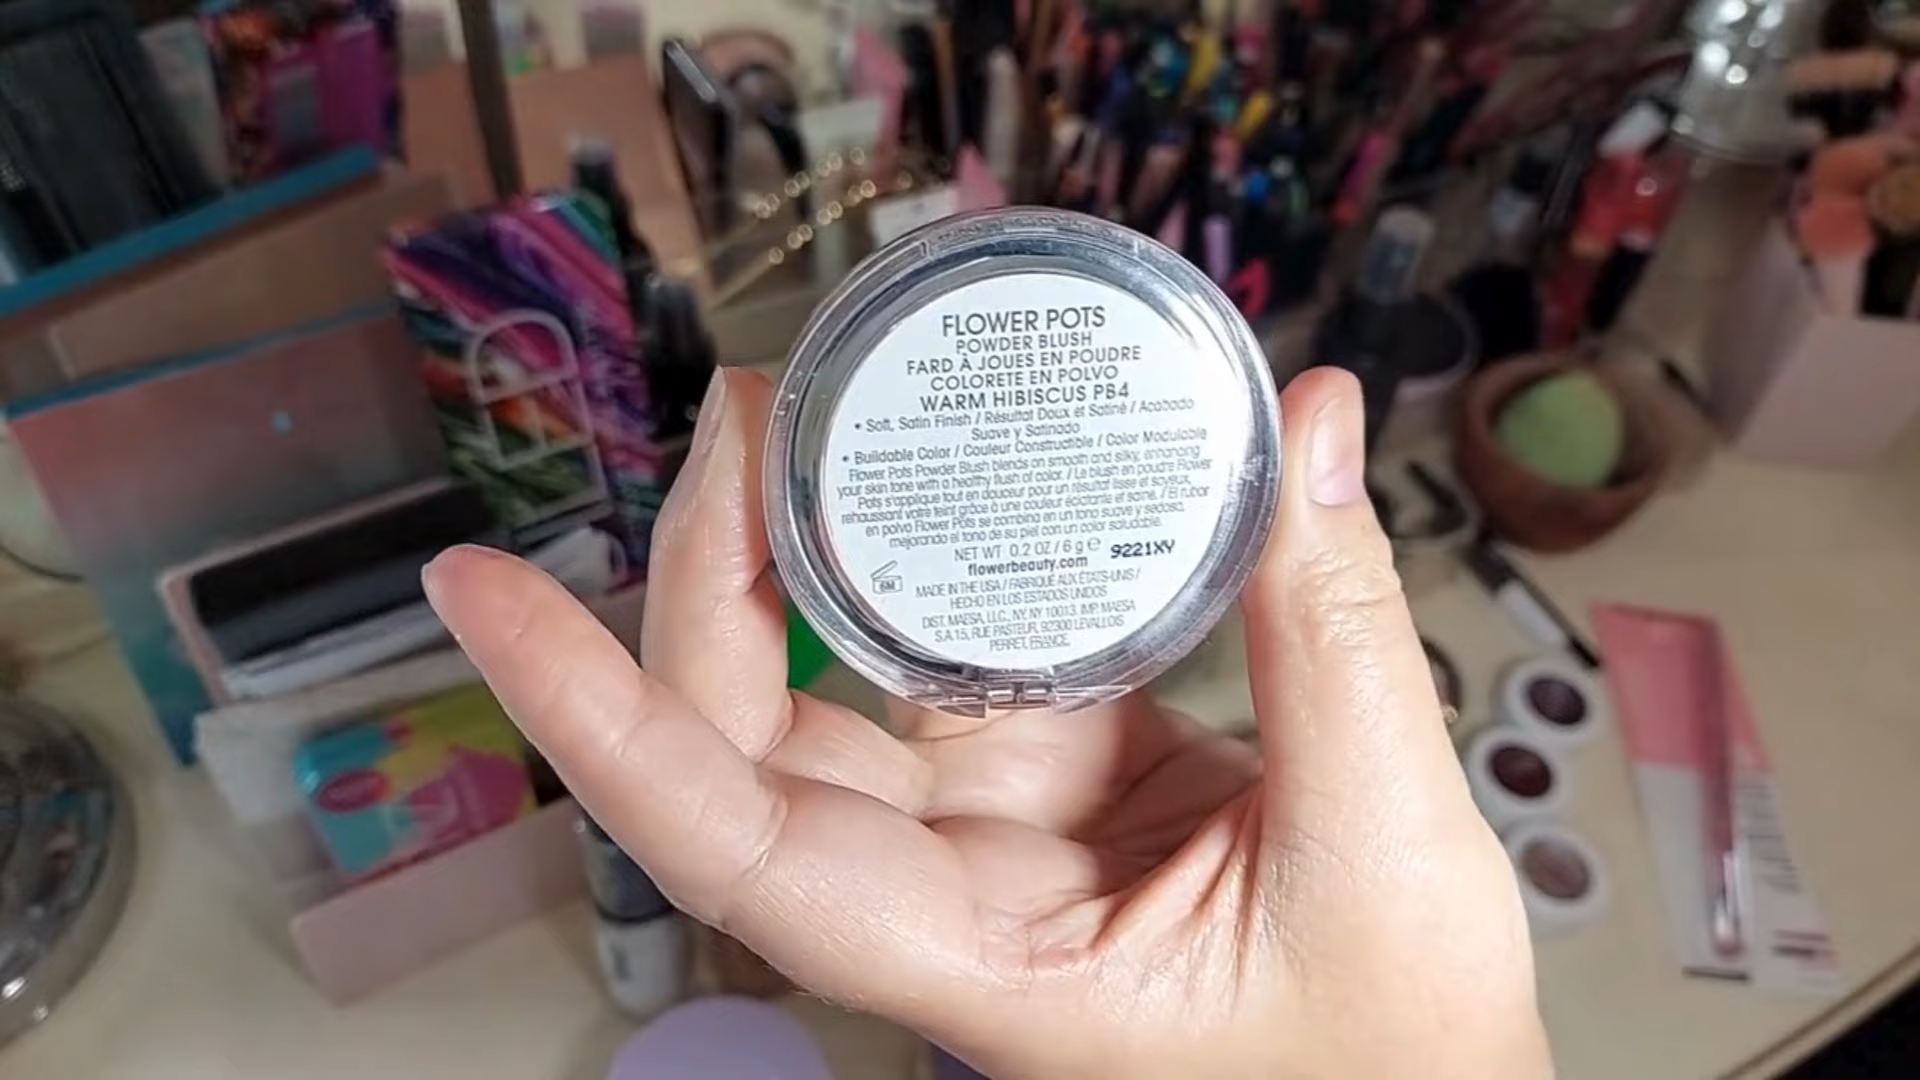 FLOWER POTS
POWDER BLUSH
FARD À JOUES EN POUDRE
COLORETE EN POLVO
WARM HIBISCUS PB4
• Soft, Satin Finish / Résultat Doux et Satiné / Acabado
Suave y Satinado
• Buildable Color / Couleur Constructible / Color Modulable
Flower Pots Powder Blush blends on smooth and silky, enhancing
your skin tone with a healthy flush of color. / Le blush en poudre Flower
Pots s'applique tout en douceur pour un résultat lisse et soyeux,
rehaussant votre teint grâce à une couleur éclatante et saine. / El rubor
en polvo Flower Pots se combina en un tono suave y sedoso,
mejorando el tono de su piel con un color saludable.
NET WT. 0.2 OZ / 6 g ℮ 9221XY
flowerbeauty.com
6M
MADE IN THE USA / FABRIQUÉ AUX ÉTATS-UNIS /
HECHO EN LOS ESTADOS UNIDOS
DIST. MAESA, LLC., NY, NY 10013. IMP. MAESA
S.A 15, RUE PASTEUR, 92300 LEVALLOIS
PERRET, FRANCE.